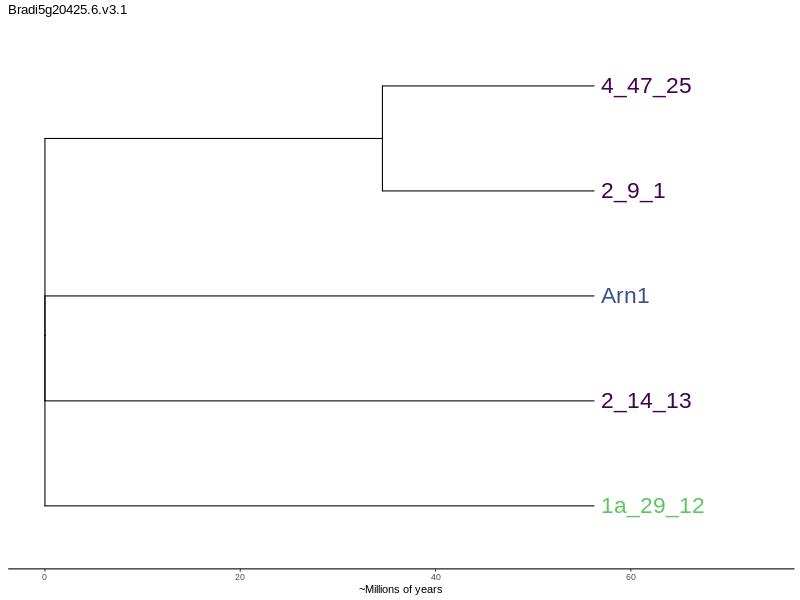 Bradi5g20425.6.v3.1
4_47_25
2_9_1
Arn1
2_14_13
1a_29_12
0 20 40 60
~Millions of years